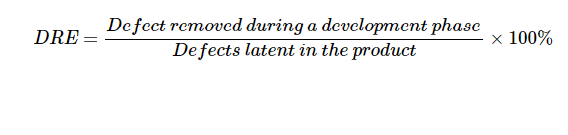 DRE = Defect removed during a development phase / Defects latent in the product × 100%